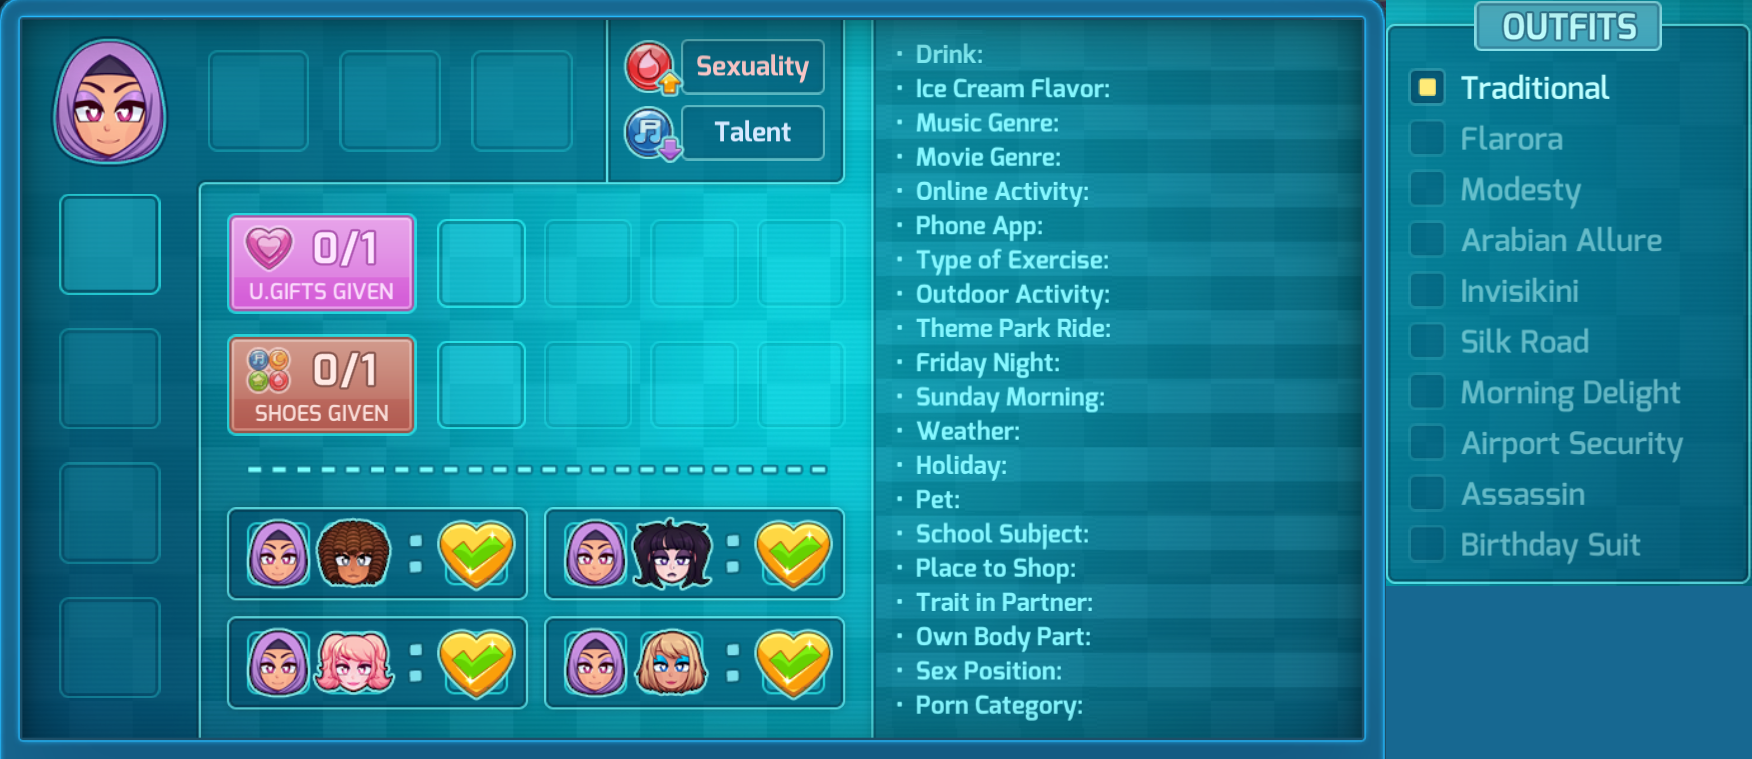 Sexuality
Talent
0/1
U.GIFTS GIVEN
0/1
SHOES GIVEN
· Drink:
· Ice Cream Flavor:
· Music Genre:
· Movie Genre:
· Online Activity:
· Phone App:
· Type of Exercise:
· Outdoor Activity:
· Theme Park Ride:
· Friday Night:
· Sunday Morning:
· Weather:
· Holiday:
· Pet:
· School Subject:
· Place to Shop:
· Trait in Partner:
· Own Body Part:
· Sex Position:
· Porn Category:
OUTFITS
Traditional
Flarora
Modesty
Arabian Allure
Invisikini
Silk Road
Morning Delight
Airport Security
Assassin
Birthday Suit